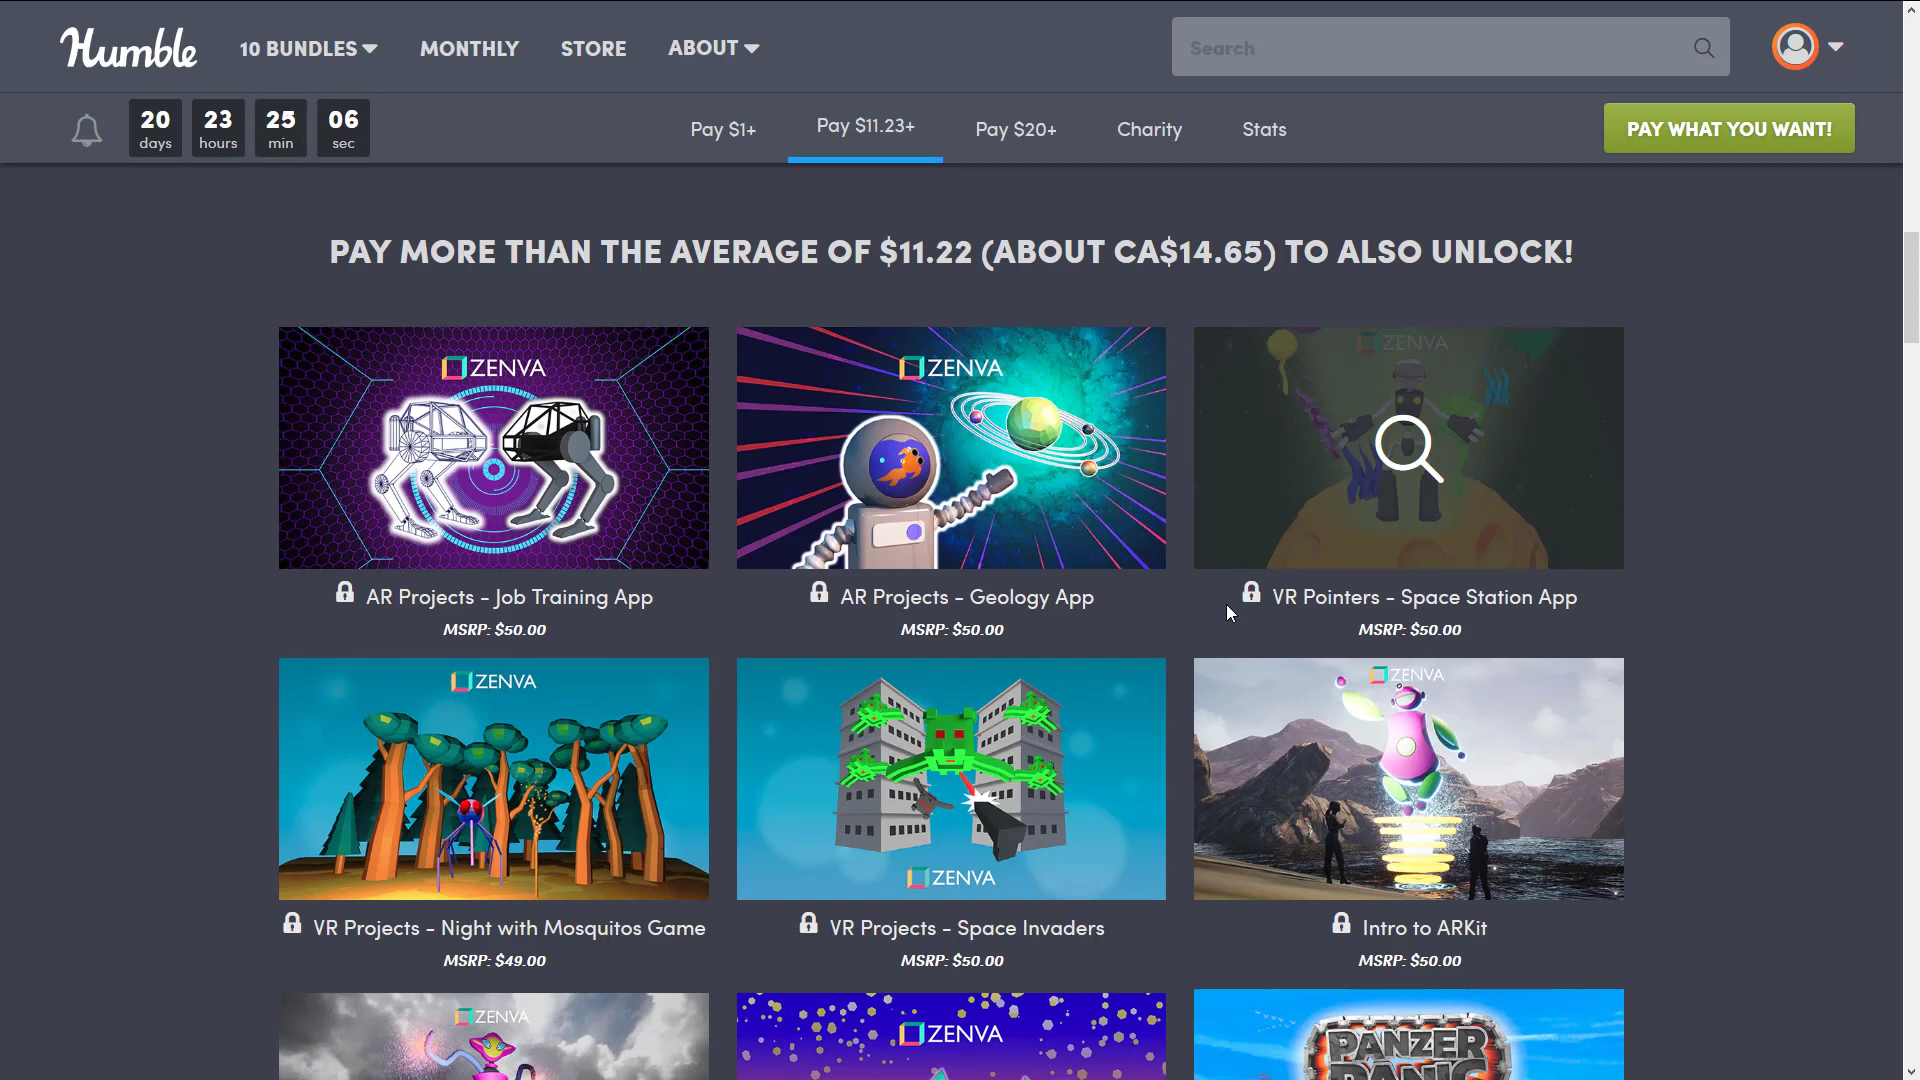 Humble
10 BUNDLES
MONTHLY
STORE
ABOUT
Search
20 days
23 hours
25 min
06 sec
Pay $1+
Pay $11.23+
Pay $20+
Charity
Stats
PAY WHAT YOU WANT!
PAY MORE THAN THE AVERAGE OF $11.22 (ABOUT CA$14.65) TO ALSO UNLOCK!
ZENVA
ZENVA
ZENVA
AR Projects - Job Training App
MSRP: $50.00
AR Projects - Geology App
MSRP: $50.00
VR Pointers - Space Station App
MSRP: $50.00
ZENVA
ZENVA
ZENVA
VR Projects - Night with Mosquitos Game
MSRP: $49.00
VR Projects - Space Invaders
MSRP: $50.00
Intro to ARKit
MSRP: $50.00
ZENVA
ZENVA
PANZER
PANIC